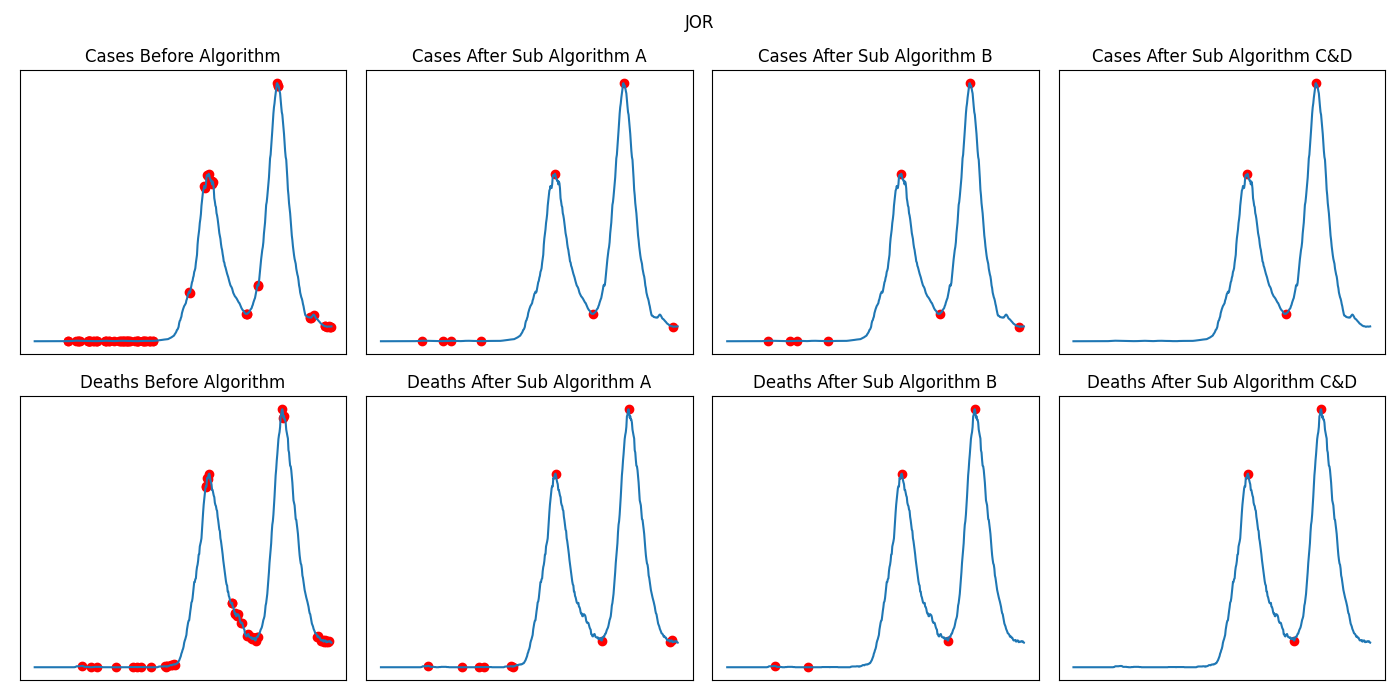 JOR
Cases Before Algorithm
Cases After Sub Algorithm A
Cases After Sub Algorithm B
Cases After Sub Algorithm C&D
Deaths Before Algorithm
Deaths After Sub Algorithm A
Deaths After Sub Algorithm B
Deaths After Sub Algorithm C&D